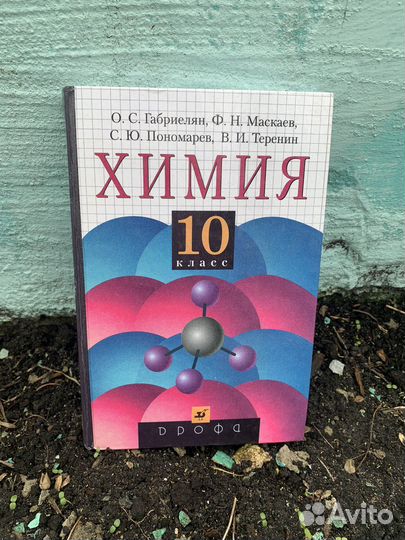 О. С. Габриелян, Ф. Н. Маскаев,
С. Ю. Пономарев, В. И. Теренин
ХИМИЯ
10
класс
дрофа
Avito